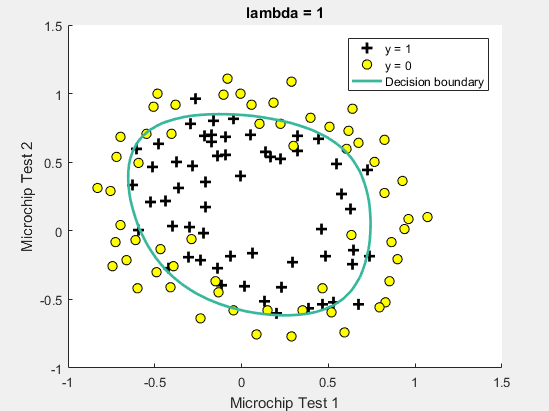 lambda = 1
1.5
1
0.5
0
-0.5
-1
Microchip Test 2
y = 1
y = 0
Decision boundary
-1
-0.5
0
0.5
1
1.5
Microchip Test 1